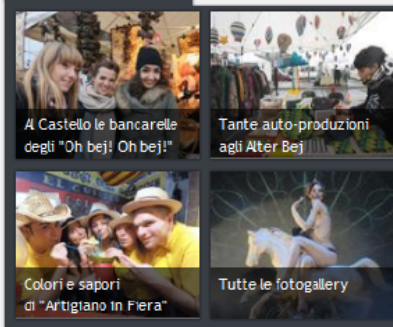 Al Castello le bancarelle
degli "Oh bej! Oh bej!"
Tante auto-produzioni
agli Alter Bej
Colori e sapori
di "Artigiano in Fiera"
Tutte le fotogallery